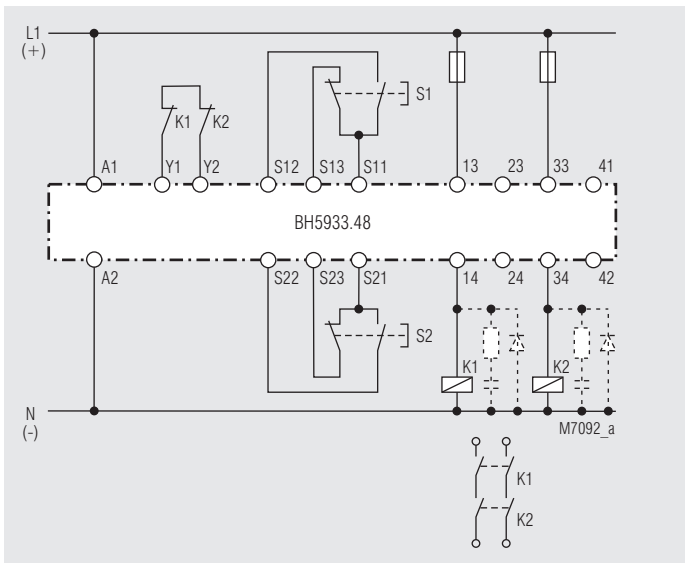 L1
(+)
S1
K1 K2
A1 Y1 Y2 S12 S13 S11 13 23 33 41
BH5933.48
A2 S22 S23 S21 14 24 34 42
S2
K1 K2
N
(-)
M7092_a
K1
K2